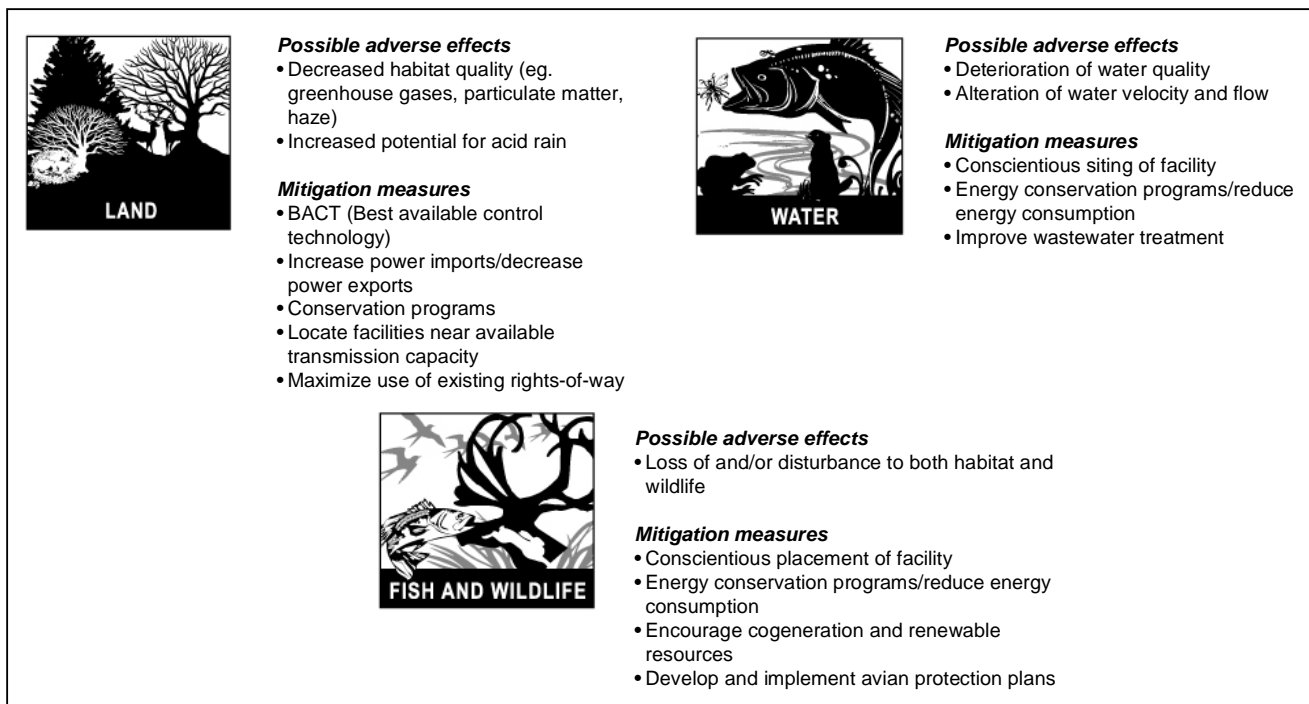 LAND
Possible adverse effects
• Decreased habitat quality (eg.
greenhouse gases, particulate matter,
haze)
• Increased potential for acid rain
Mitigation measures
• BACT (Best available control
technology)
• Increase power imports/decrease
power exports
• Conservation programs
• Locate facilities near available
transmission capacity
• Maximize use of existing rights-of-way
WATER
Possible adverse effects
• Deterioration of water quality
• Alteration of water velocity and flow
Mitigation measures
• Conscientious siting of facility
• Energy conservation programs/reduce
energy consumption
• Improve wastewater treatment
FISH AND WILDLIFE
Possible adverse effects
• Loss of and/or disturbance to both habitat and
wildlife
Mitigation measures
• Conscientious placement of facility
• Energy conservation programs/reduce energy
consumption
• Encourage cogeneration and renewable
resources
• Develop and implement avian protection plans